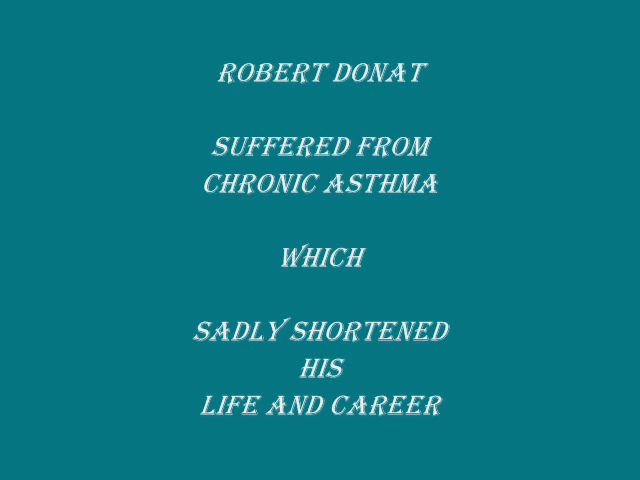 ROBERT DONAT
SUFFERED FROM
CHRONIC ASTHMA
WHICH
SADLY SHORTENED
HIS
LIFE AND CAREER